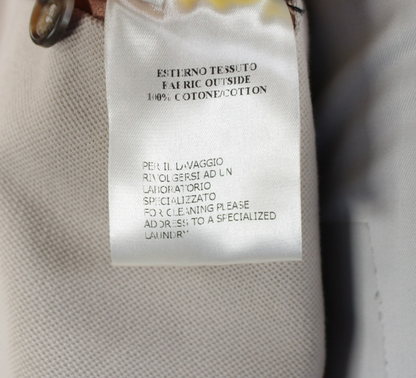 ESTERNO TESSUTO
FABRIC OUTSIDE
100% COTONE/COTTON
PER IL LAVAGGIO
RIVOLGERSI AD UN
LABORATORIO
SPECIALIZZATO
FOR CLEANING PLEASE
ADDRESS TO A SPECIALIZED
LAUNDRY